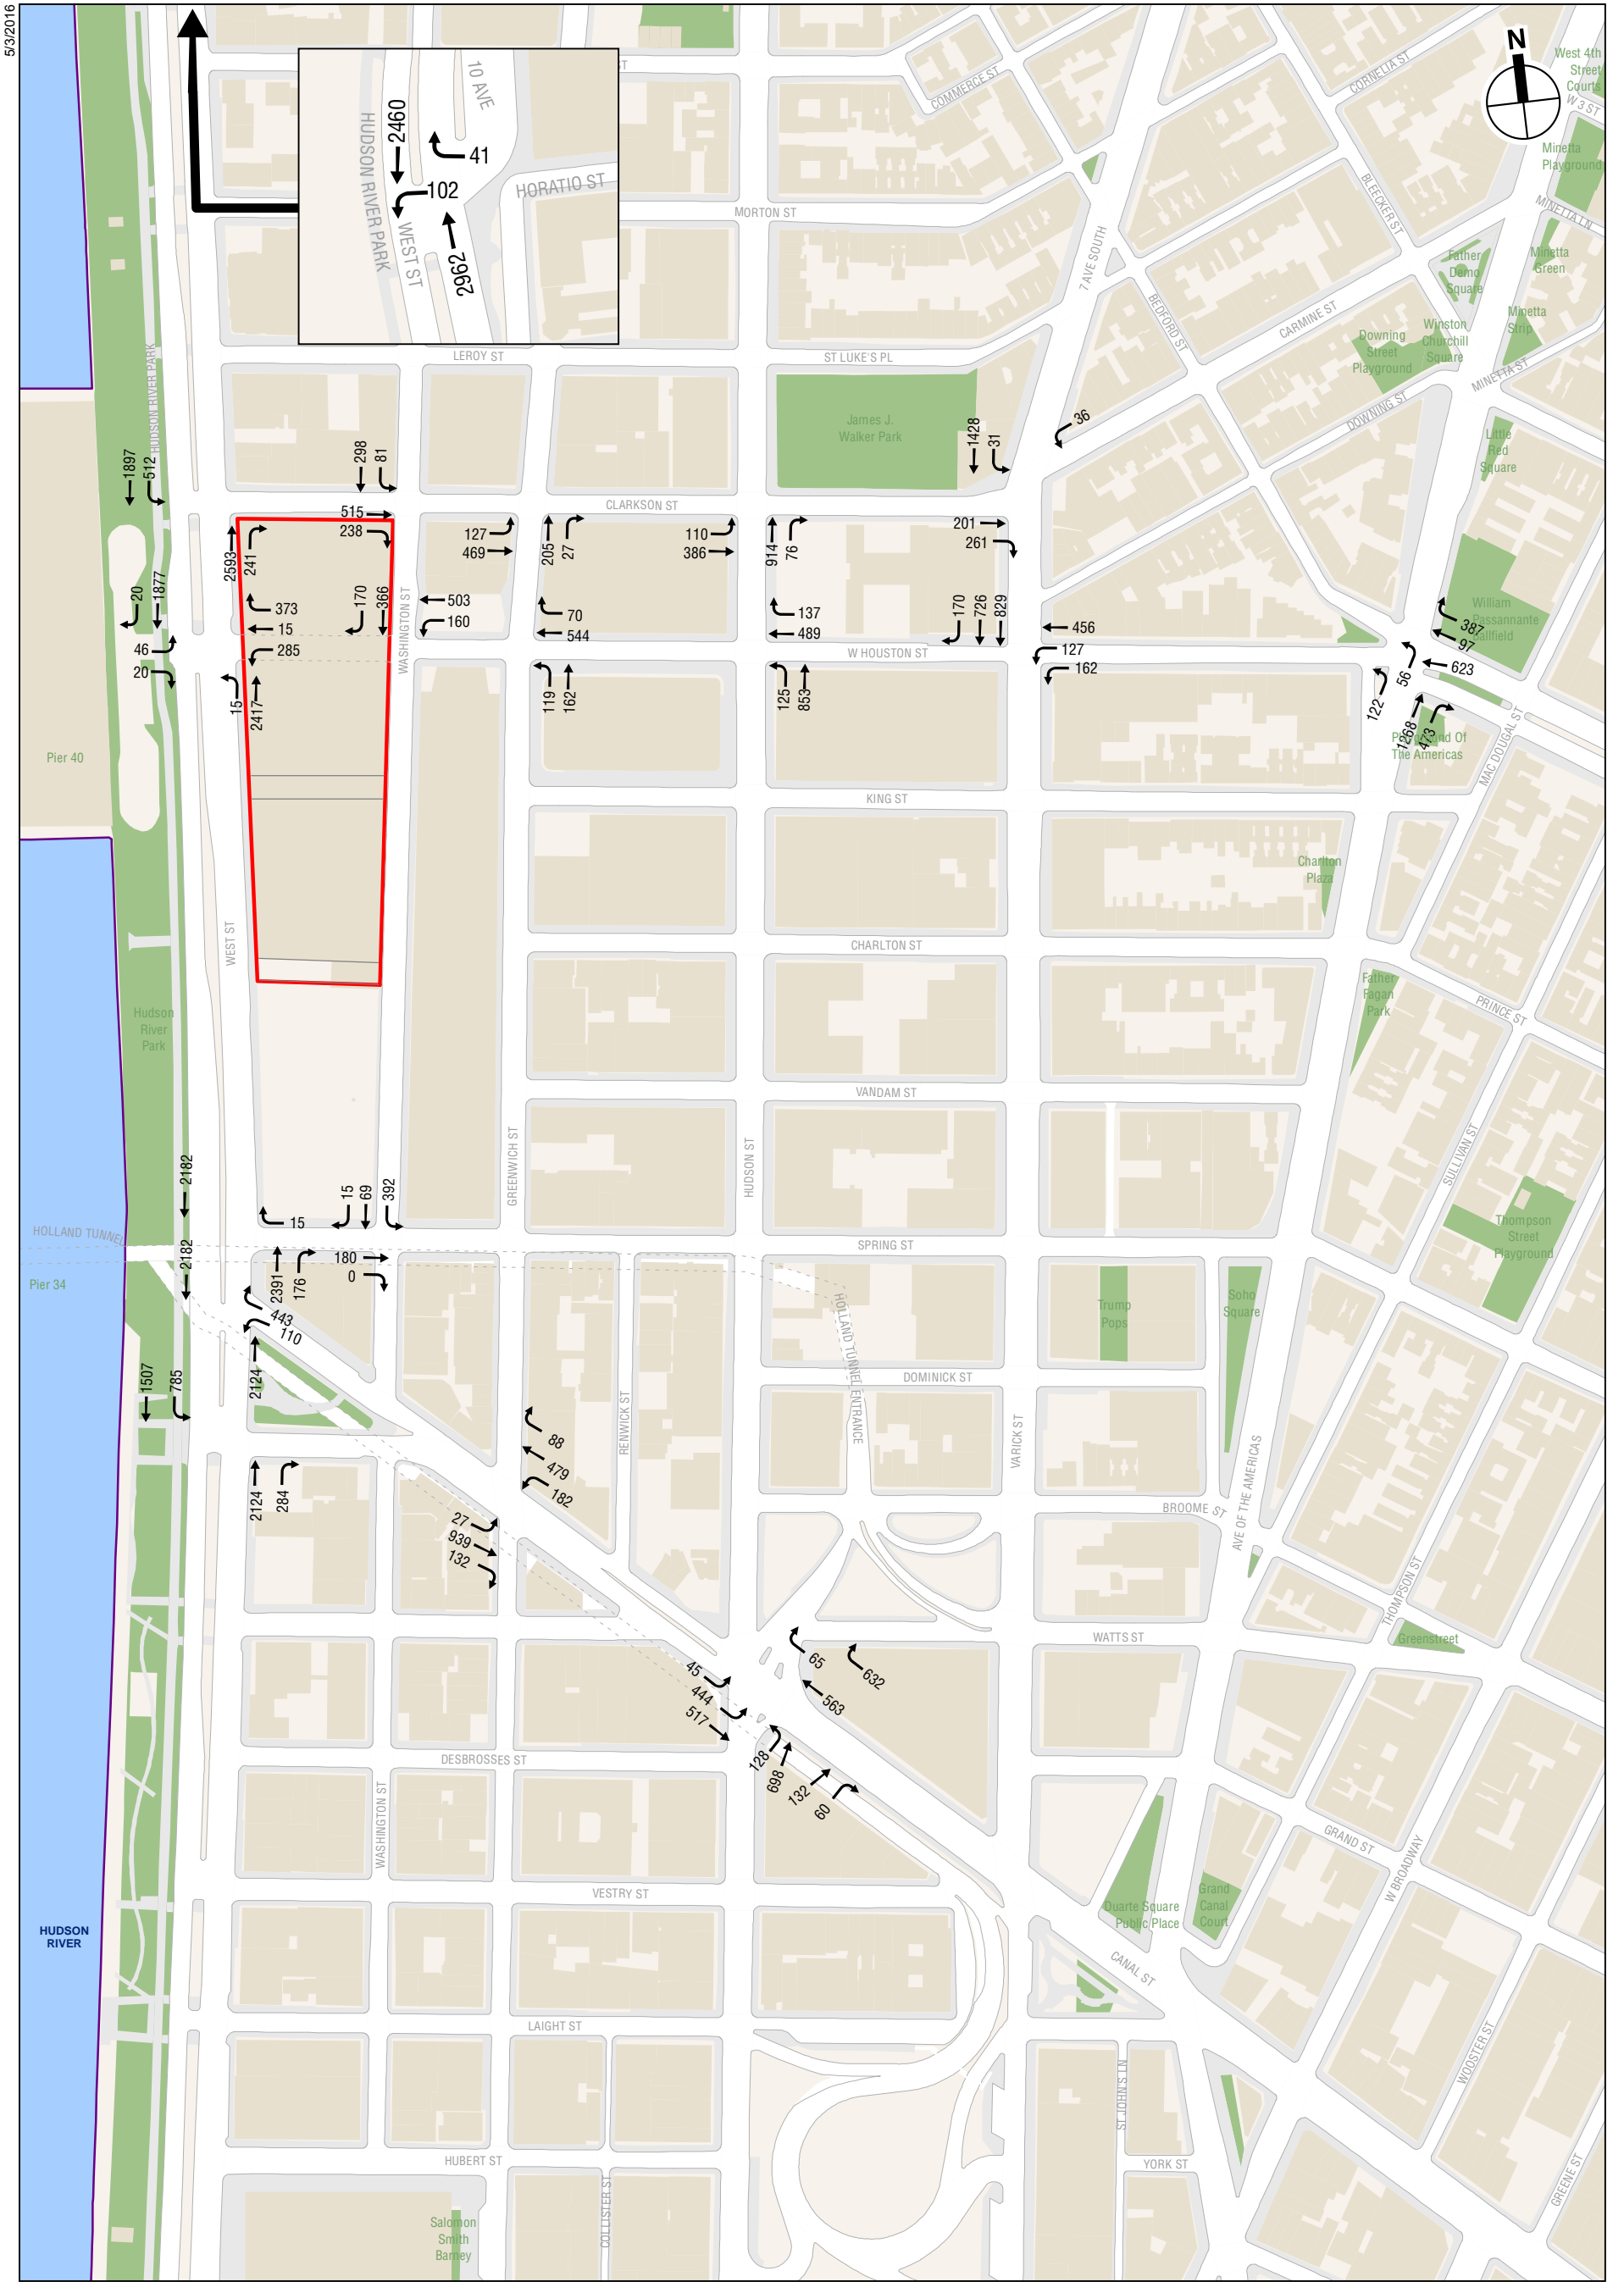 5/3/2016
N
West 4th
Street
Courts
W 3 ST
CORNELIA ST
COMMERCE ST
10 AVE
2460
41
HUDSON RIVER PARK
102
HORATIO ST
WEST ST
2962
Minetta
Playground
BLEECKER ST
MINETTA LN
MORTON ST
7 AVE SOUTH
Father
Demo
Square
Minetta
Green
BEDFORD ST
CARMINE ST
Minetta
Strip
Downing
Street
Playground
Winston
Churchill
Square
MINETTA ST
HUDSON RIVER PARK
LEROY ST
ST LUKE'S PL
DOWNING ST
James J.
Walker Park
36
1428
31
Little
Red
Square
1897
512
298
81
CLARKSON ST
515
238
2593
241
127
469
205
27
110
386
914
76
201
261
20
1877
373
15
285
170
366
WASHINGTON ST
503
160
70
544
137
489
170
726
829
456
127
162
William
Passannante
Ballfield
387
97
623
56
46
20
15
2417
W HOUSTON ST
119
162
125
853
122
1268
473
Playground Of
The Americas
MAC DOUGAL ST
Pier 40
KING ST
Charlton
Plaza
WEST ST
CHARLTON ST
Father
Fagan
Park
PRINCE ST
Hudson
River
Park
VANDAM ST
GREENWICH ST
HUDSON ST
SULLIVAN ST
2182
15
15
69
392
Thompson
Street
Playground
HOLLAND TUNNEL
SPRING ST
2182
Pier 34
2391
176
180
0
443
110
HOLLAND TUNNEL ENTRANCE
Trump
Pops
Soho
Square
1507
785
2124
DOMINICK ST
RENWICK ST
VARICK ST
88
479
182
AVE OF THE AMERICAS
2124
284
27
939
132
BROOME ST
THOMPSON ST
WATTS ST
Greenstreet
65
632
563
45
444
517
128
698
132
60
DESBROSSES ST
WASHINGTON ST
GRAND ST
W BROADWAY
VESTRY ST
Duarte Square
Public Place
Grand
Canal
Court
HUDSON
RIVER
CANAL ST
LAIGHT ST
WOOSTER ST
ST JOHN'S LN
HUBERT ST
YORK ST
GREENE ST
COLLISTER ST
Salomon
Smith
Barney